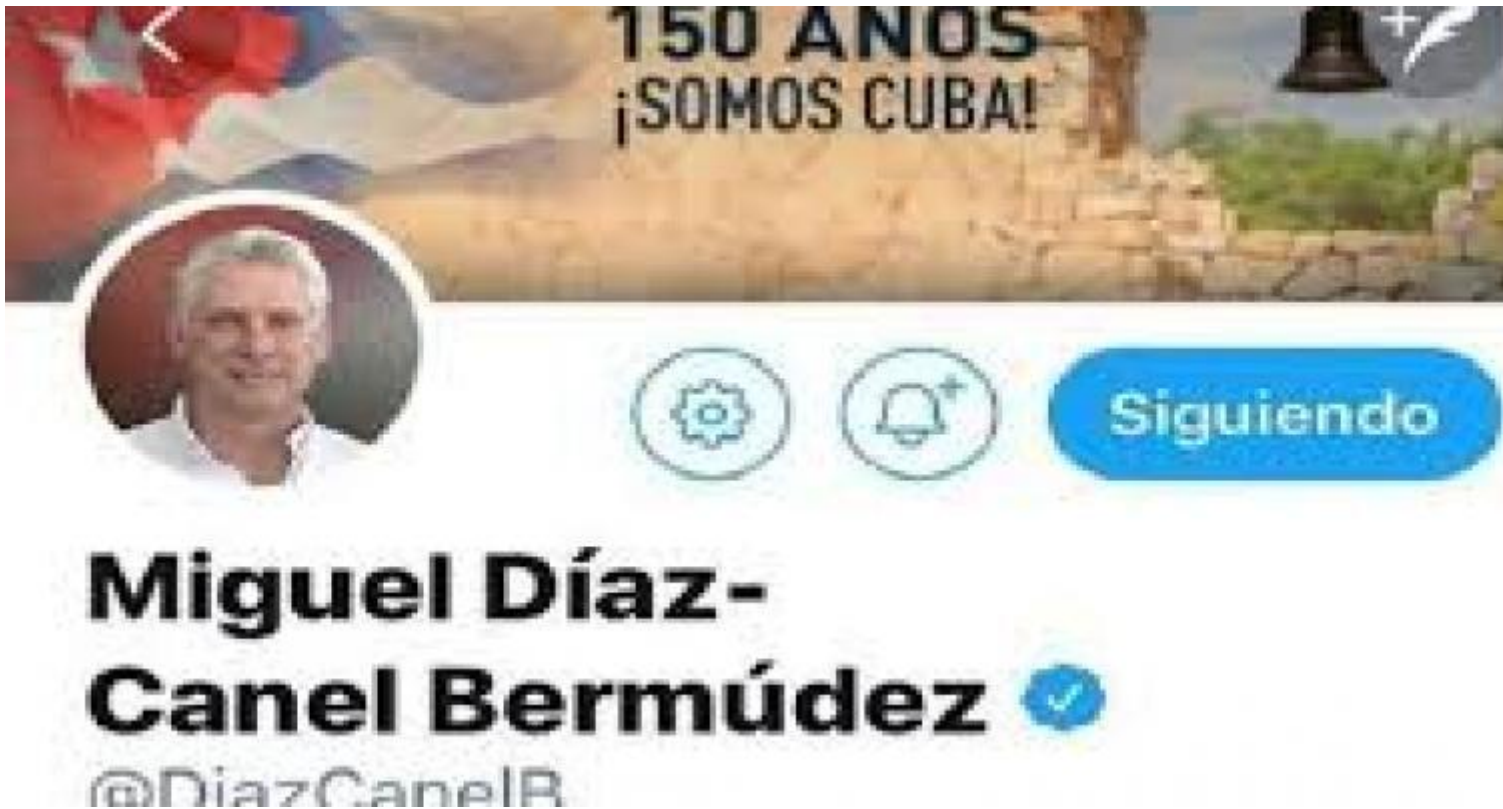 150 AÑOS
¡SOMOS CUBA!
Siguiendo
Miguel Díaz-
Canel Bermúdez
@DiazCanelB